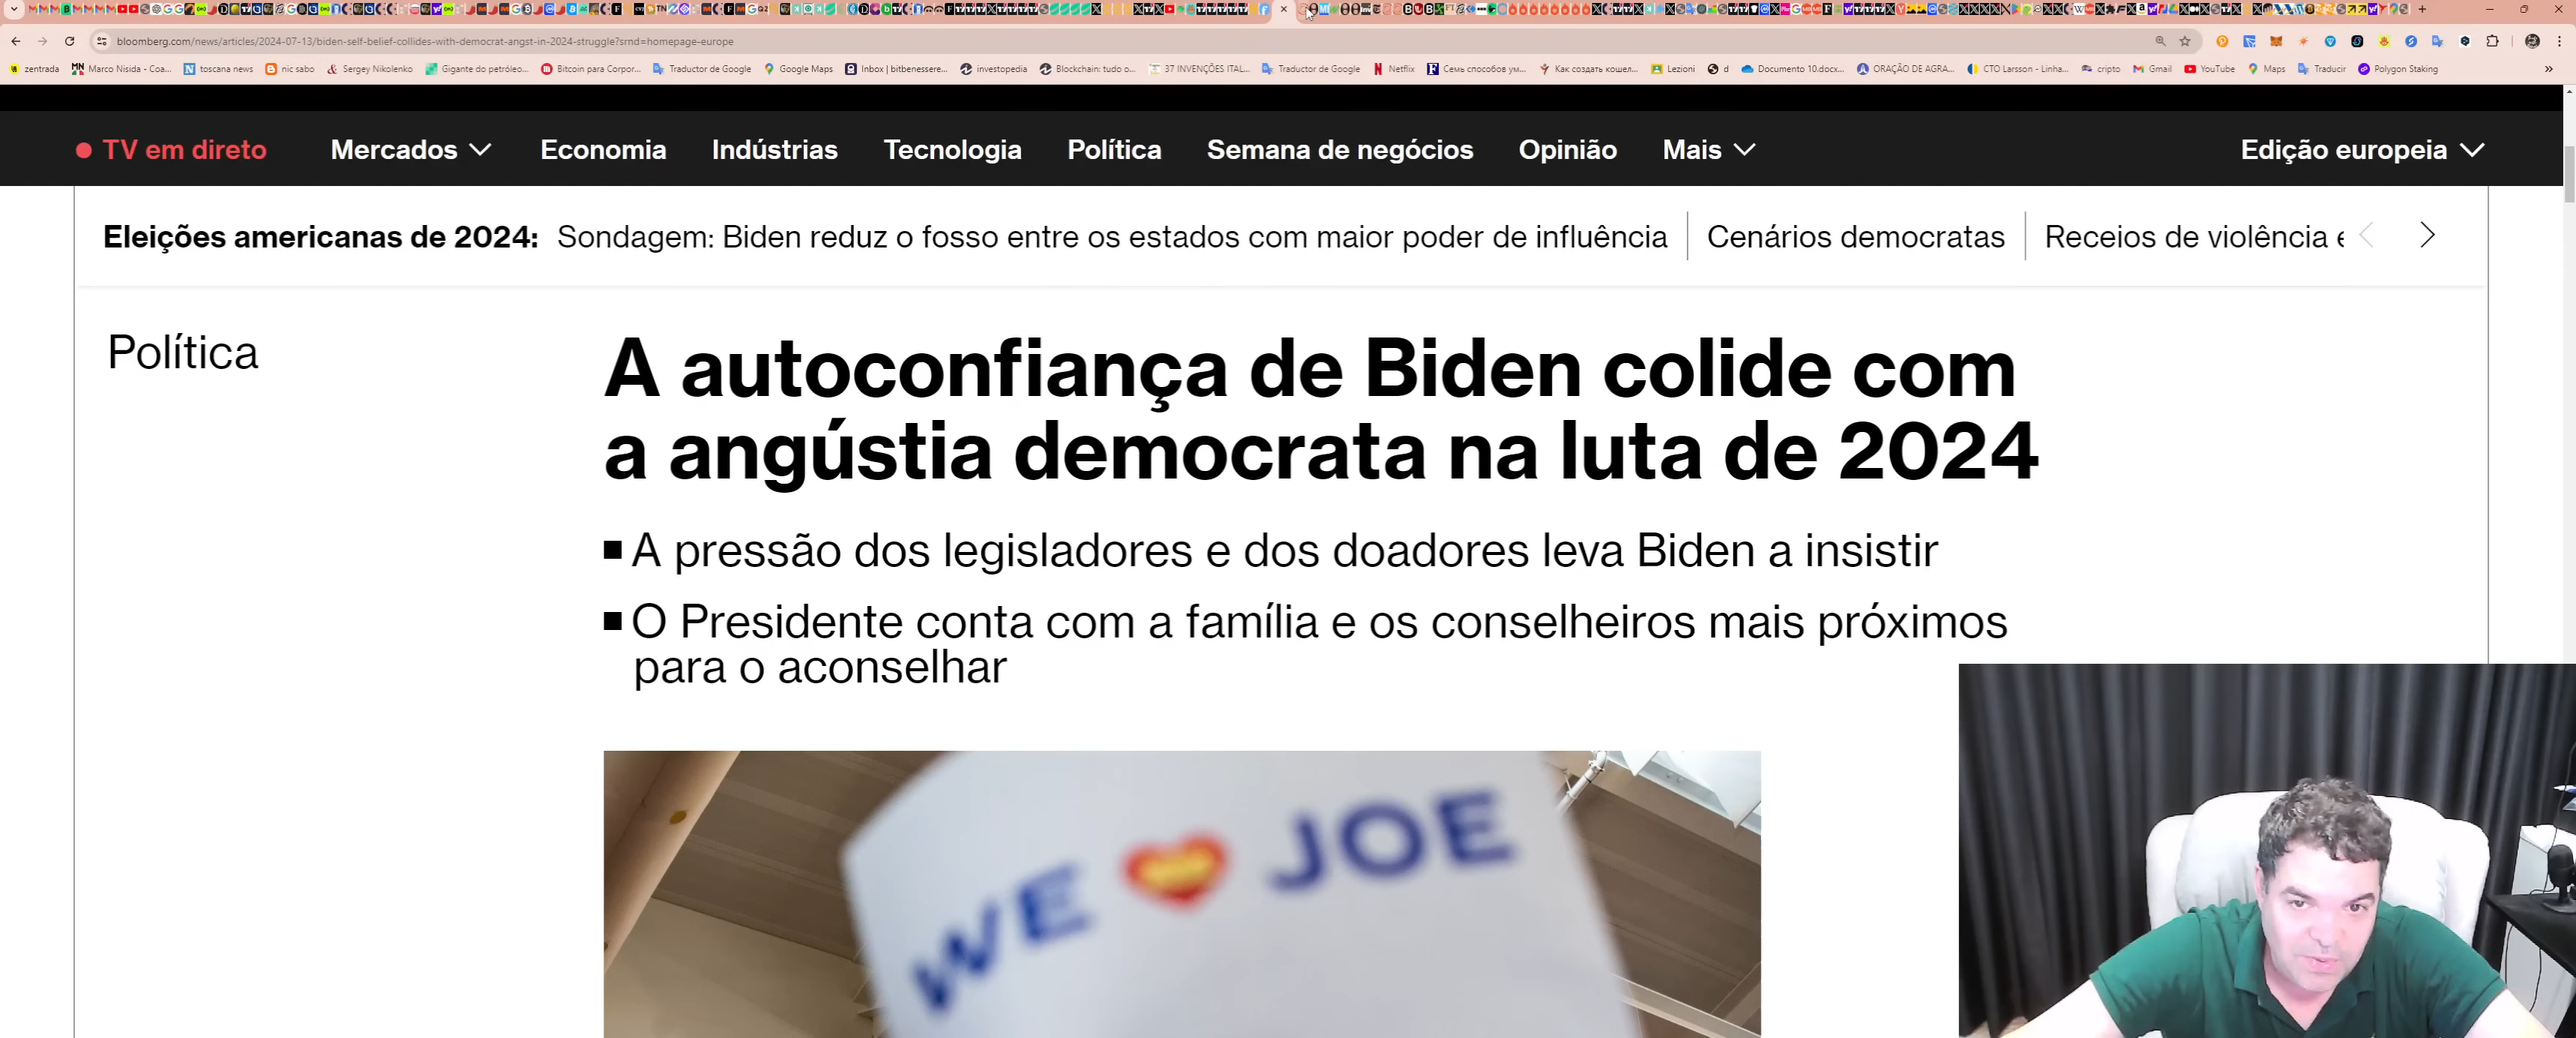 bloomberg.com/news/articles/2024-07-13/biden-self-belief-collides-with-democrat-angst-in-2024-struggle?srnd=homepage-europe
zentrada Marco Nisida - Coa... toscana news nic sabo Sergey Nikolenko Gigante do petróleo... Bitcoin para Corpor... Traductor de Google Google Maps Inbox | bitbenessere... investopedia Blockchain: tudo o... 37 INVENÇÕES ITAL... Traductor de Google Netflix Семь способов ум... Как создать кошел... Lezioni d Documento 10.docx... ORAÇÃO DE AGRA... CTO Larsson - Linha... cripto Gmail YouTube Maps Traducir Polygon Staking
TV em direto Mercados Economia Indústrias Tecnologia Política Semana de negócios Opinião Mais Edição europeia
Eleições americanas de 2024: Sondagem: Biden reduz o fosso entre os estados com maior poder de influência Cenários democratas Receios de violência e
Política
A autoconfiança de Biden colide com
a angústia democrata na luta de 2024
A pressão dos legisladores e dos doadores leva Biden a insistir
O Presidente conta com a família e os conselheiros mais próximos
para o aconselhar
WE JOE